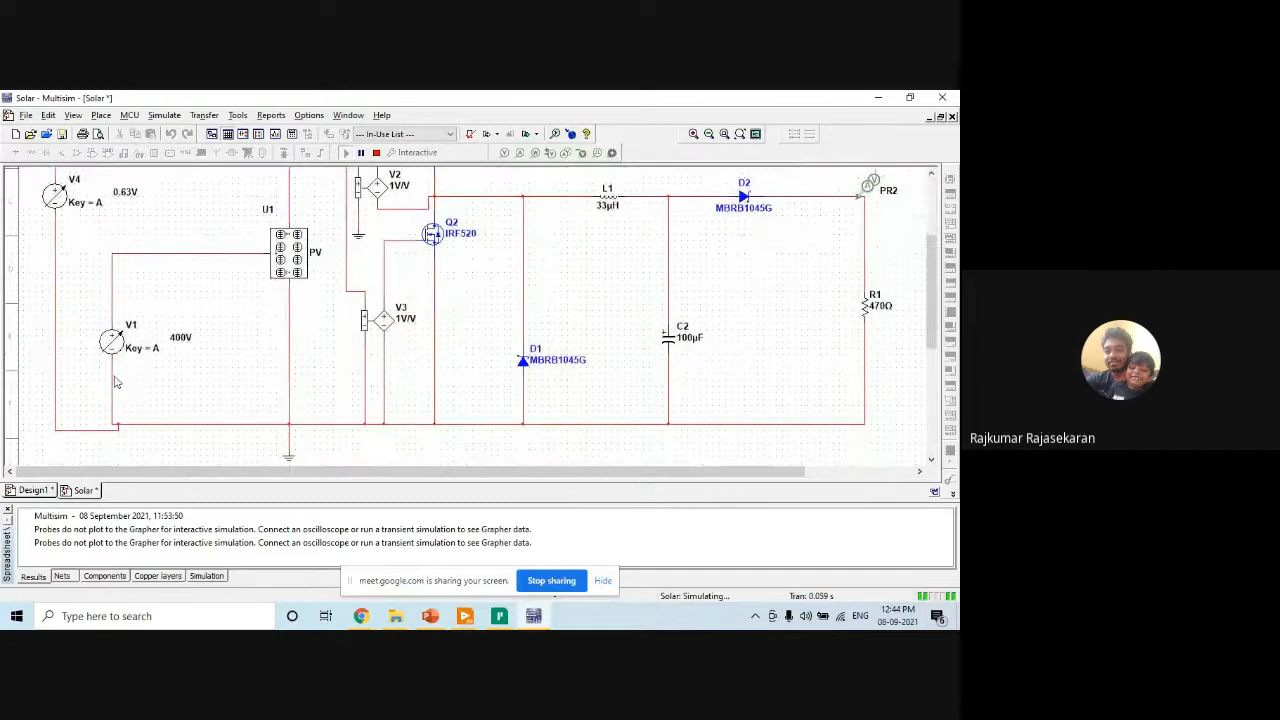 Solar - Multisim - [Solar *]
File Edit View Place MCU Simulate Transfer Tools Reports Options Window Help
--- In-Use List ---
Interactive
V4
0.63V
Key = A
U1
PV
V1
400V
Key = A
V2
1V/V
Q2
IRF520
V3
1V/V
L1
33μH
D2
MBRB1045G
PR2
R1
470Ω
D1
MBRB1045G
C2
100μF
Design1 * Solar *
Multisim - 08 September 2021, 11:53:50
Probes do not plot to the Grapher for interactive simulation. Connect an oscilloscope or run a transient simulation to see Grapher data.
Probes do not plot to the Grapher for interactive simulation. Connect an oscilloscope or run a transient simulation to see Grapher data.
Spreadsheet
Results Nets Components Copper layers Simulation
meet.google.com is sharing your screen. Stop sharing Hide
Solar: Simulating... Tran: 0.059 s
Type here to search
ENG
12:44 PM
08-09-2021
Rajkumar Rajasekaran